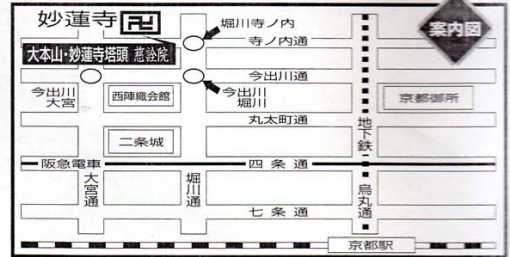 妙蓮寺 卍
堀川寺ノ内
案内図
寺ノ内通
大本山・妙蓮寺塔頭 慈詮院
今出川通
今出川
大宮
西陣織会館
今出川
堀川
京都御所
丸太町通
二条城
地下鉄
阪急電車
四条通
大宮通
堀川通
烏丸通
七条通
京都駅